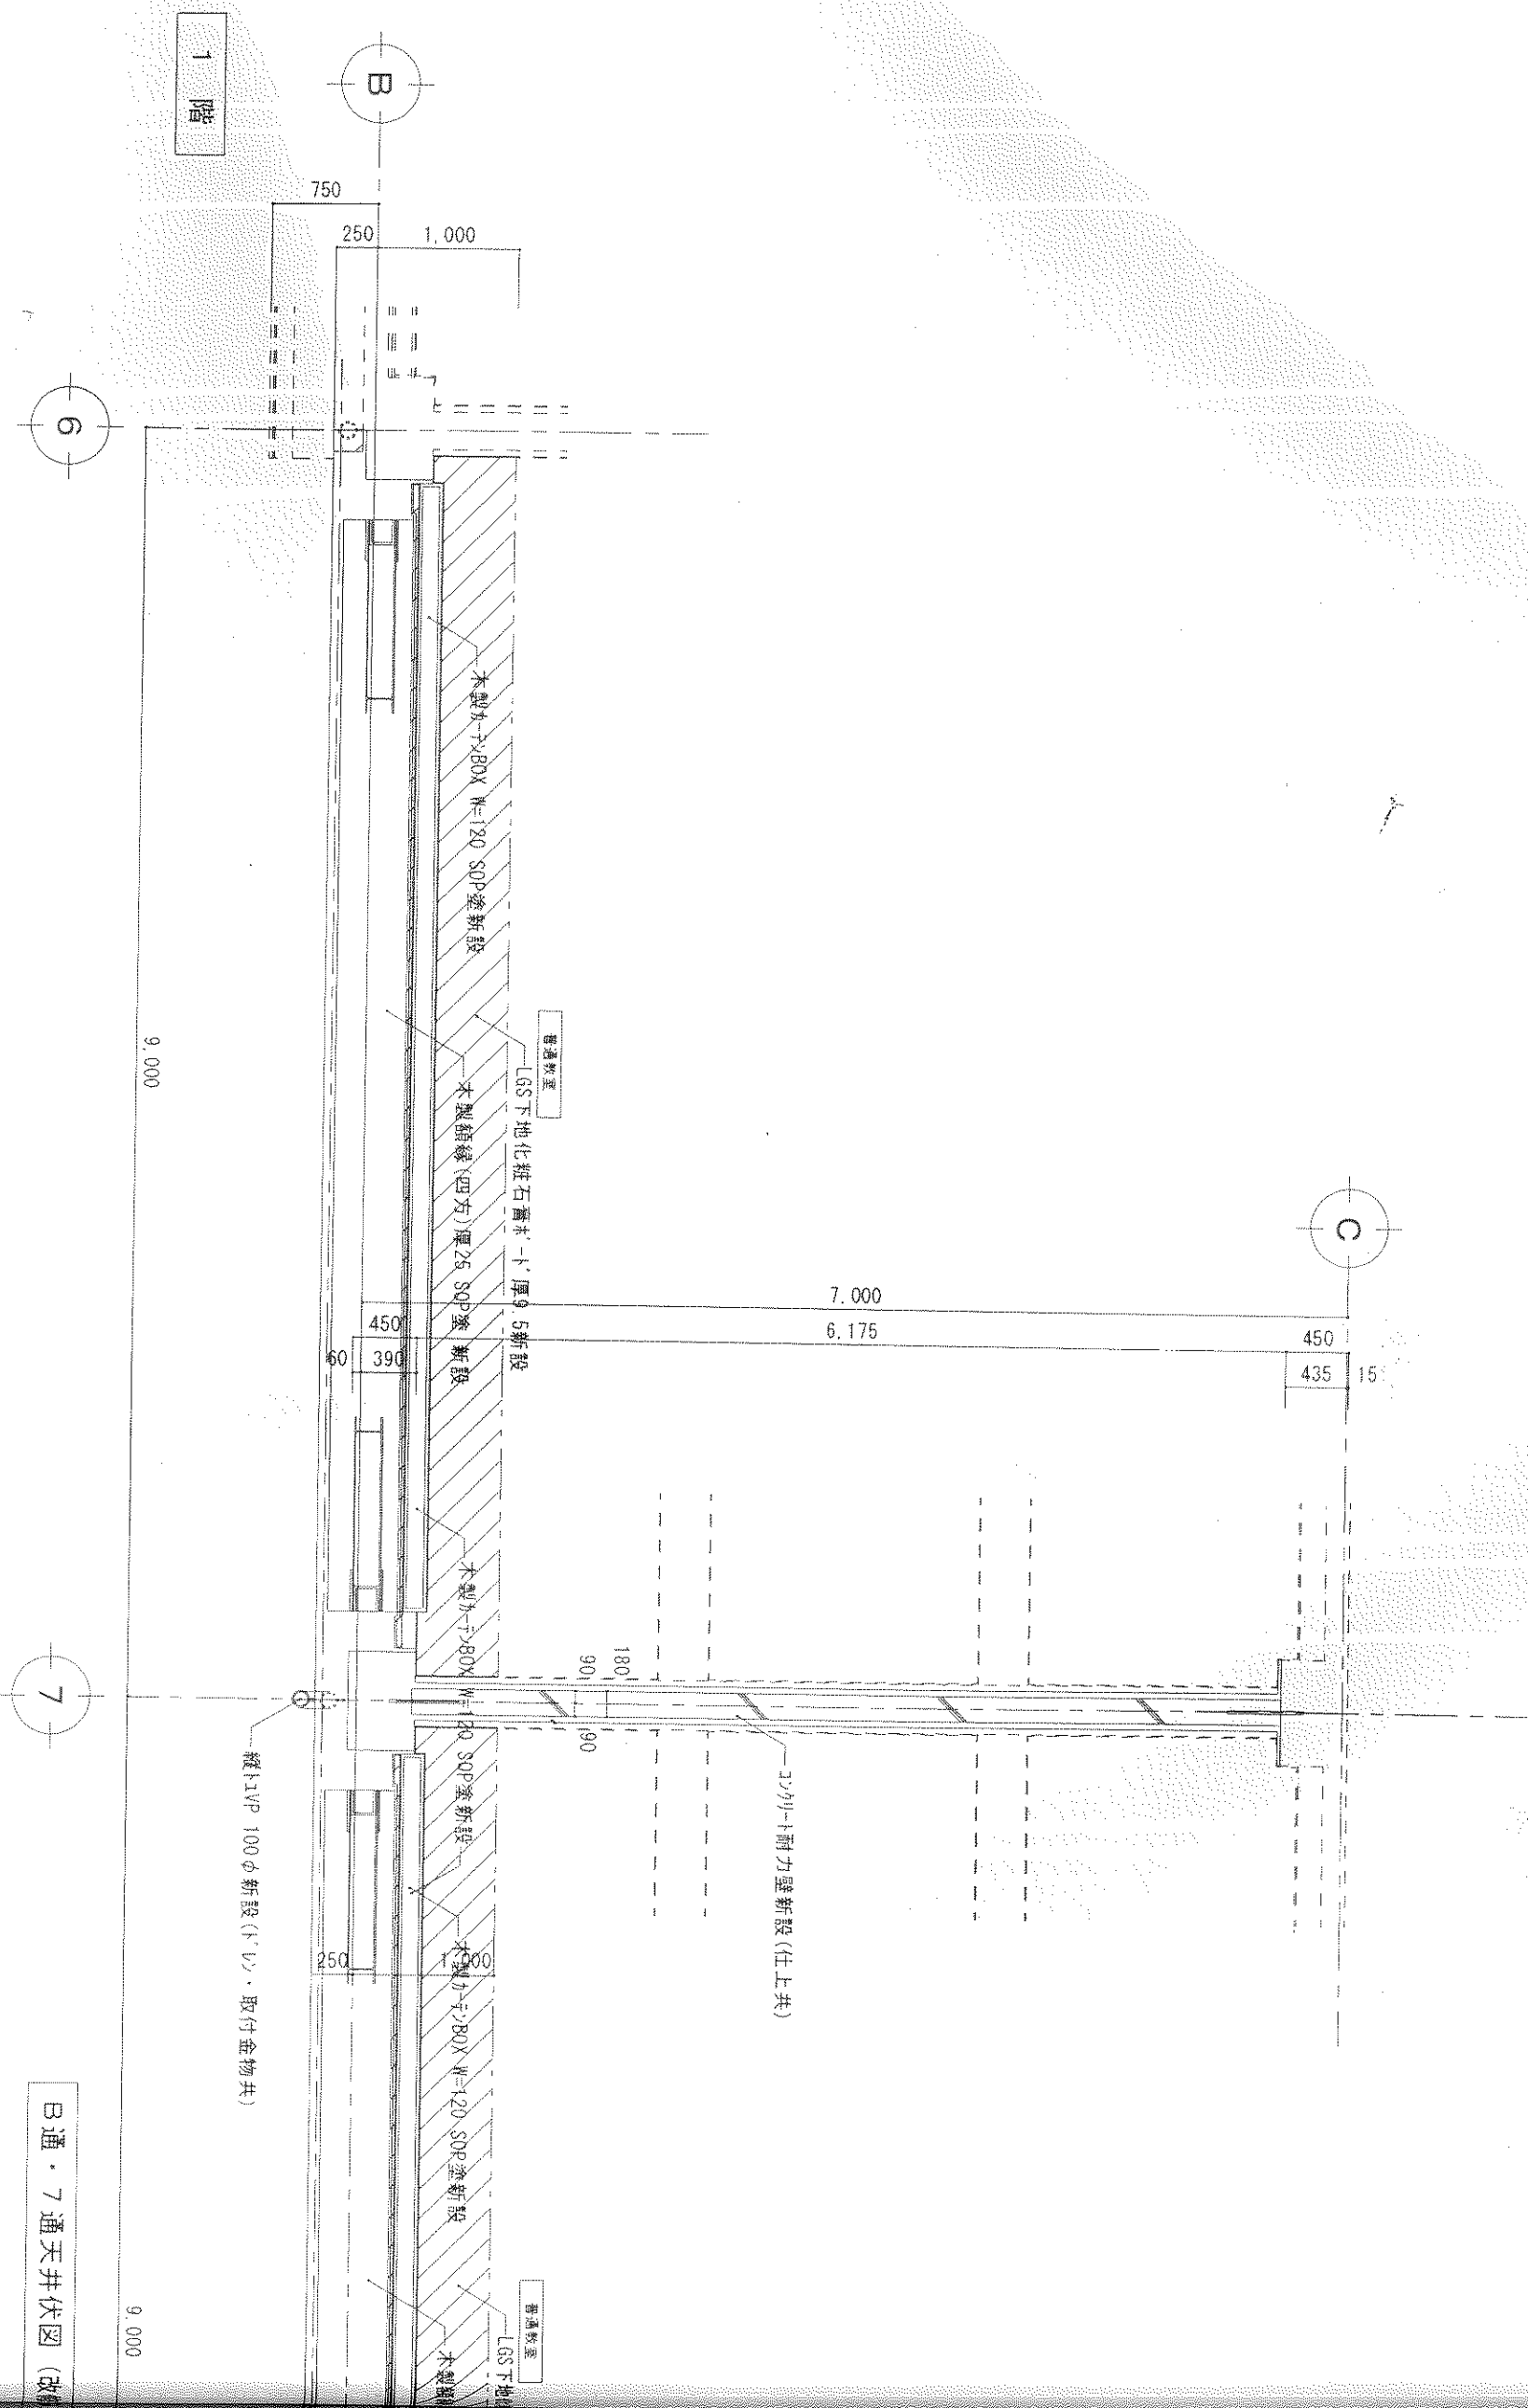 1 階
B
750
250
1,000
6
9,000
木製カーテンBOX W=120 SOP塗新設
普通教室
LGS下地化粧石膏ボード厚9.5新設
木製額縁(四方)厚25 SOP塗 新設
C
7.000
450
6,175
450
60
390
435
15
木製カーテンBOX W=120 SOP塗新設
180
90
90
7
コンクリート耐力壁新設(仕上共)
縦トイVP 100φ新設(ドレン・取付金物共)
250
1,000
木製カーテンBOX W=120 SOP塗新設
普通教室
LGS下地
木製額
9.000
B通・7通天井伏図 (改